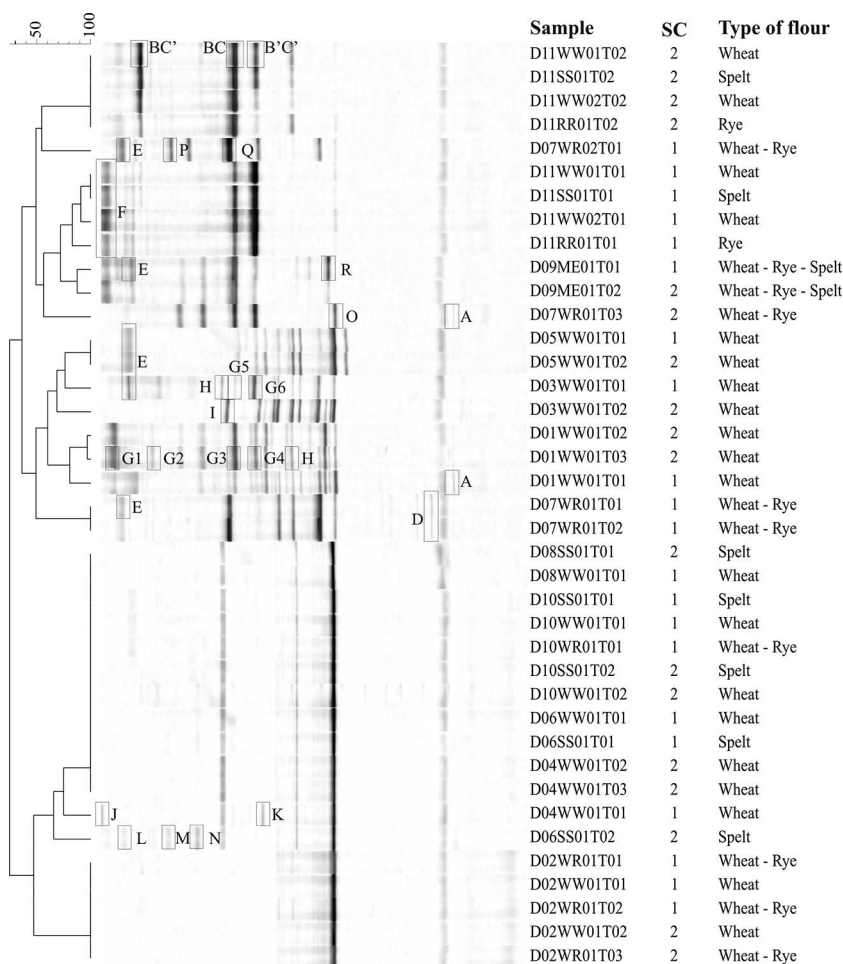 50 100 Sample SC Type of flour
BC’ BC B’C’ D11WW01T02 2 Wheat
D11SS01T02 2 Spelt
D11WW02T02 2 Wheat
D11RR01T02 2 Rye
E P Q D07WR02T01 1 Wheat - Rye
D11WW01T01 1 Wheat
D11SS01T01 1 Spelt
F D11WW02T01 1 Wheat
D11RR01T01 1 Rye
E R D09ME01T01 1 Wheat - Rye - Spelt
D09ME01T02 2 Wheat - Rye - Spelt
O A D07WR01T03 2 Wheat - Rye
D05WW01T01 1 Wheat
E G5 D05WW01T02 2 Wheat
H G6 D03WW01T01 1 Wheat
I D03WW01T02 2 Wheat
D01WW01T02 2 Wheat
G1 G2 G3 G4 H D01WW01T03 2 Wheat
A D01WW01T01 1 Wheat
E D07WR01T01 1 Wheat - Rye
D D07WR01T02 1 Wheat - Rye
D08SS01T01 2 Spelt
D08WW01T01 1 Wheat
D10SS01T01 1 Spelt
D10WW01T01 1 Wheat
D10WR01T01 1 Wheat - Rye
D10SS01T02 2 Spelt
D10WW01T02 2 Wheat
D06WW01T01 1 Wheat
D06SS01T01 1 Spelt
D04WW01T02 2 Wheat
D04WW01T03 2 Wheat
J K D04WW01T01 1 Wheat
L M N D06SS01T02 2 Spelt
D02WR01T01 1 Wheat - Rye
D02WW01T01 1 Wheat
D02WR01T02 1 Wheat - Rye
D02WW01T02 2 Wheat
D02WR01T03 2 Wheat - Rye